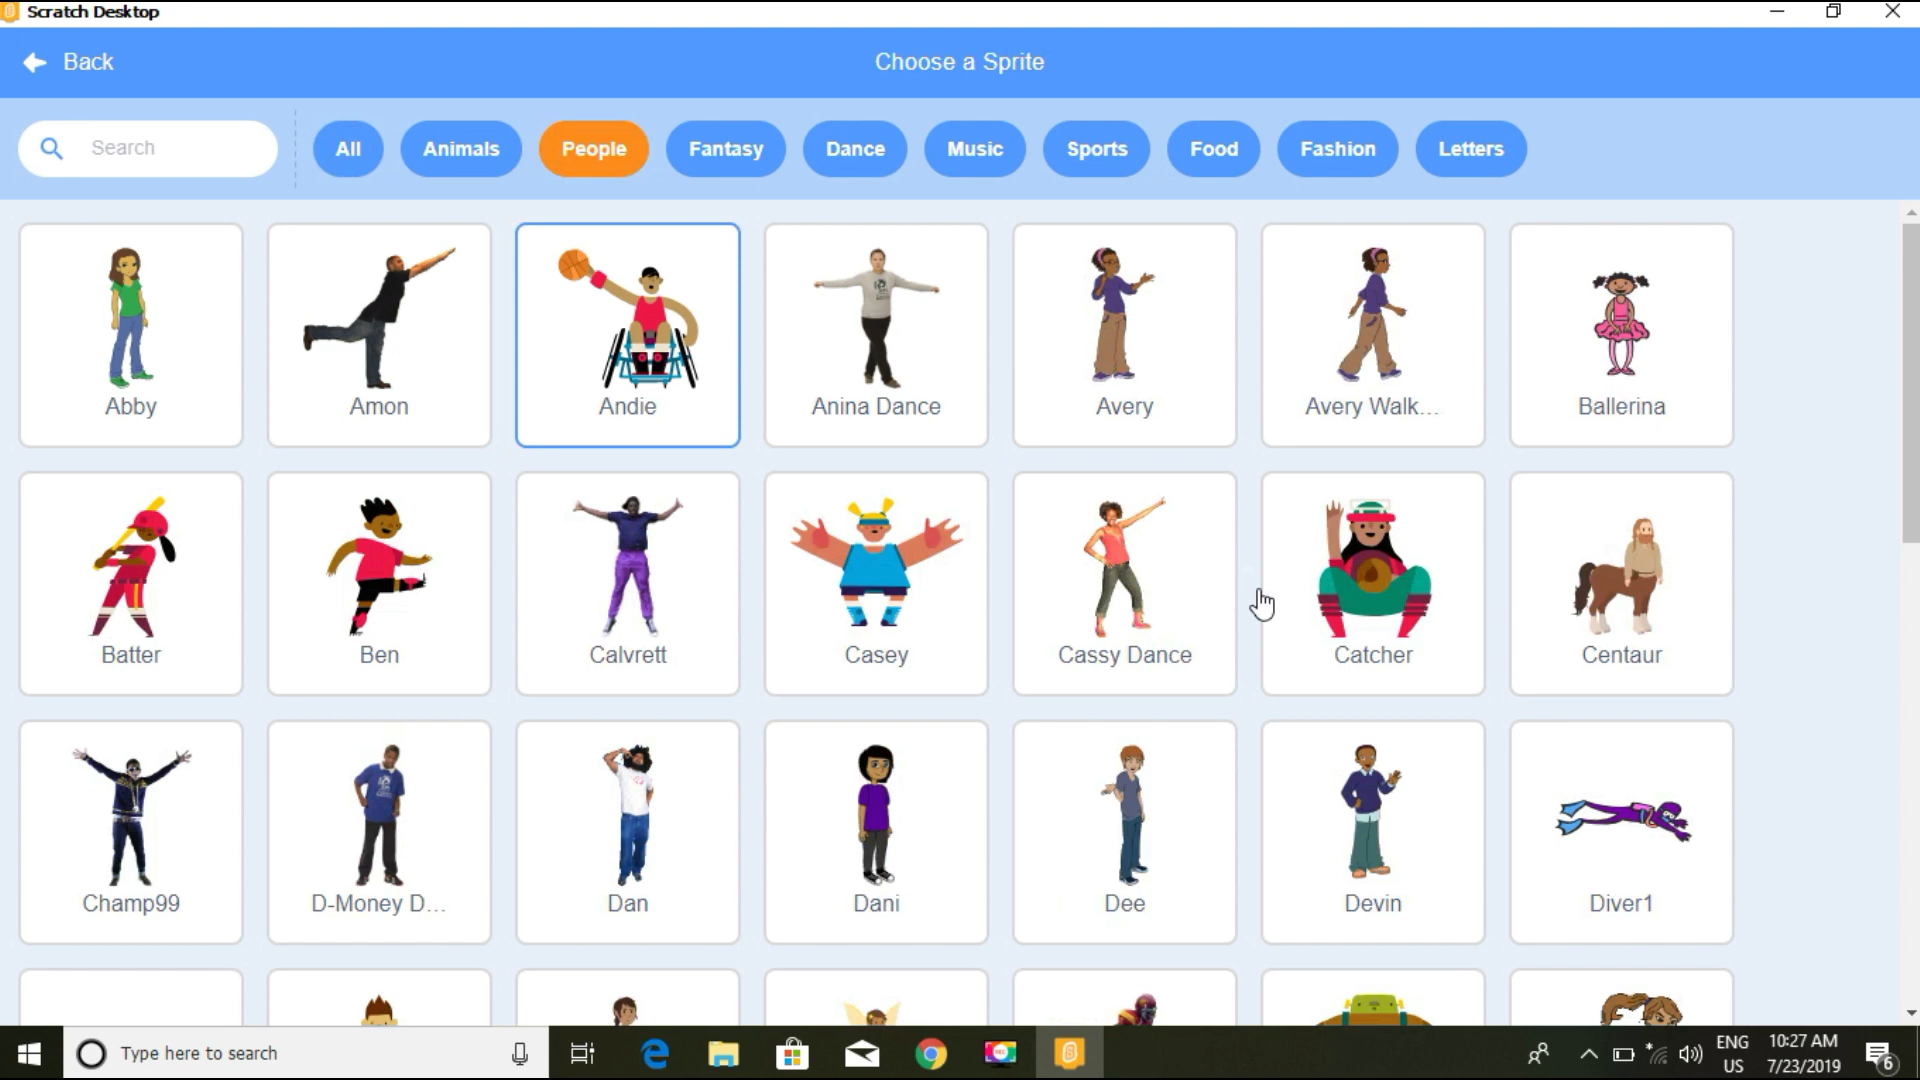 Scratch Desktop
Back
Choose a Sprite
Search
All
Animals
People
Fantasy
Dance
Music
Sports
Food
Fashion
Letters
Abby
Amon
Andie
Anina Dance
Avery
Avery Walk...
Ballerina
Batter
Ben
Calvrett
Casey
Cassy Dance
Catcher
Centaur
Champ99
D-Money D...
Dan
Dani
Dee
Devin
Diver1
Type here to search
ENG
US
10:27 AM
7/23/2019
6